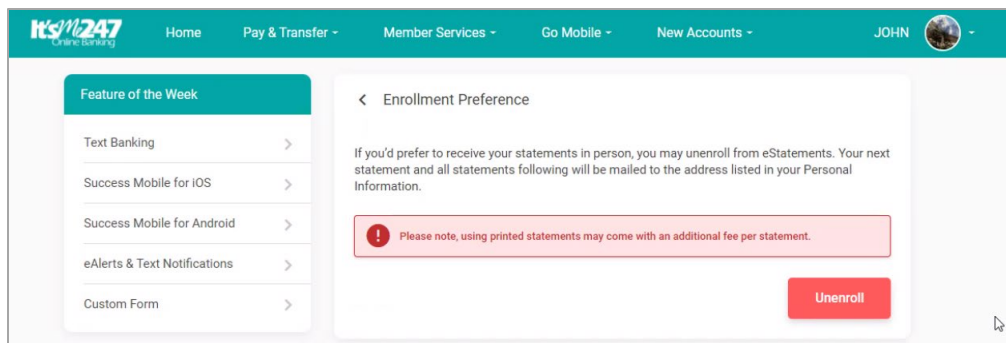 It'sMe247
Online Banking
Home
Pay & Transfer
Member Services
Go Mobile
New Accounts
JOHN
Feature of the Week
Text Banking
Success Mobile for iOS
Success Mobile for Android
eAlerts & Text Notifications
Custom Form
Enrollment Preference
If you'd prefer to receive your statements in person, you may unenroll from eStatements. Your next
statement and all statements following will be mailed to the address listed in your Personal
Information.
Please note, using printed statements may come with an additional fee per statement.
Unenroll